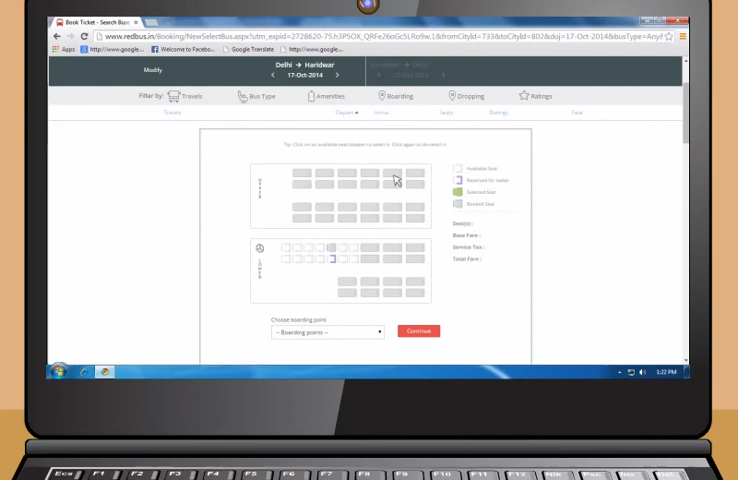 Book Ticket - Search Bus
www.redbus.in/Booking/NewSelectBus.aspx?utm_expid=2728620-75.h3P5OX_QRFe26oGc5LRo9w.1&fromCityId=733&toCityId=802&doj=17-Oct-2014&busType=Any
Apps http://www.google... Welcome to Facebo... Google Translate http://www.google...
Modify
Delhi → Haridwar
< 17-Oct-2014 >
Filter by: Travels Bus Type Amenities Boarding Dropping Ratings
Travels Depart Arrive Seats Ratings Fare
Tip: Click on an available seat/sleeper to select it. Click again to de-select it.
UPPER
Available Seat
Reserved for ladies
Selected Seat
Booked Seat
Seat(s) :
Base Fare :
Service Tax :
Total Fare :
LOWER
Choose boarding point
-- Boarding points --
Continue
1:22 PM
Esc F1 F2 F3 F4 F5 F6 F7 F8 F9 F10 F11 F12